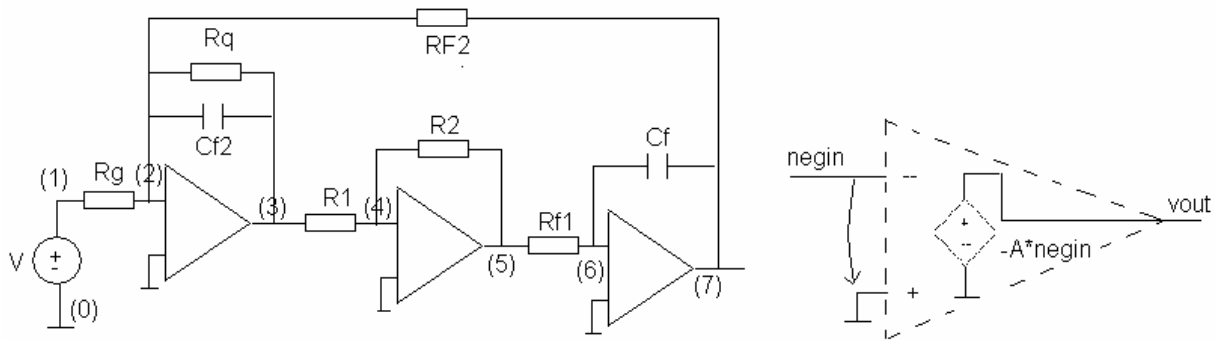 RF2
Rq
Cf2
R2
Cf
Rg
(1)
(2)
R1
(3)
(4)
Rf1
(5)
(6)
(7)
V
+
-
(0)
negin
--
+
--
-A*negin
vout
+